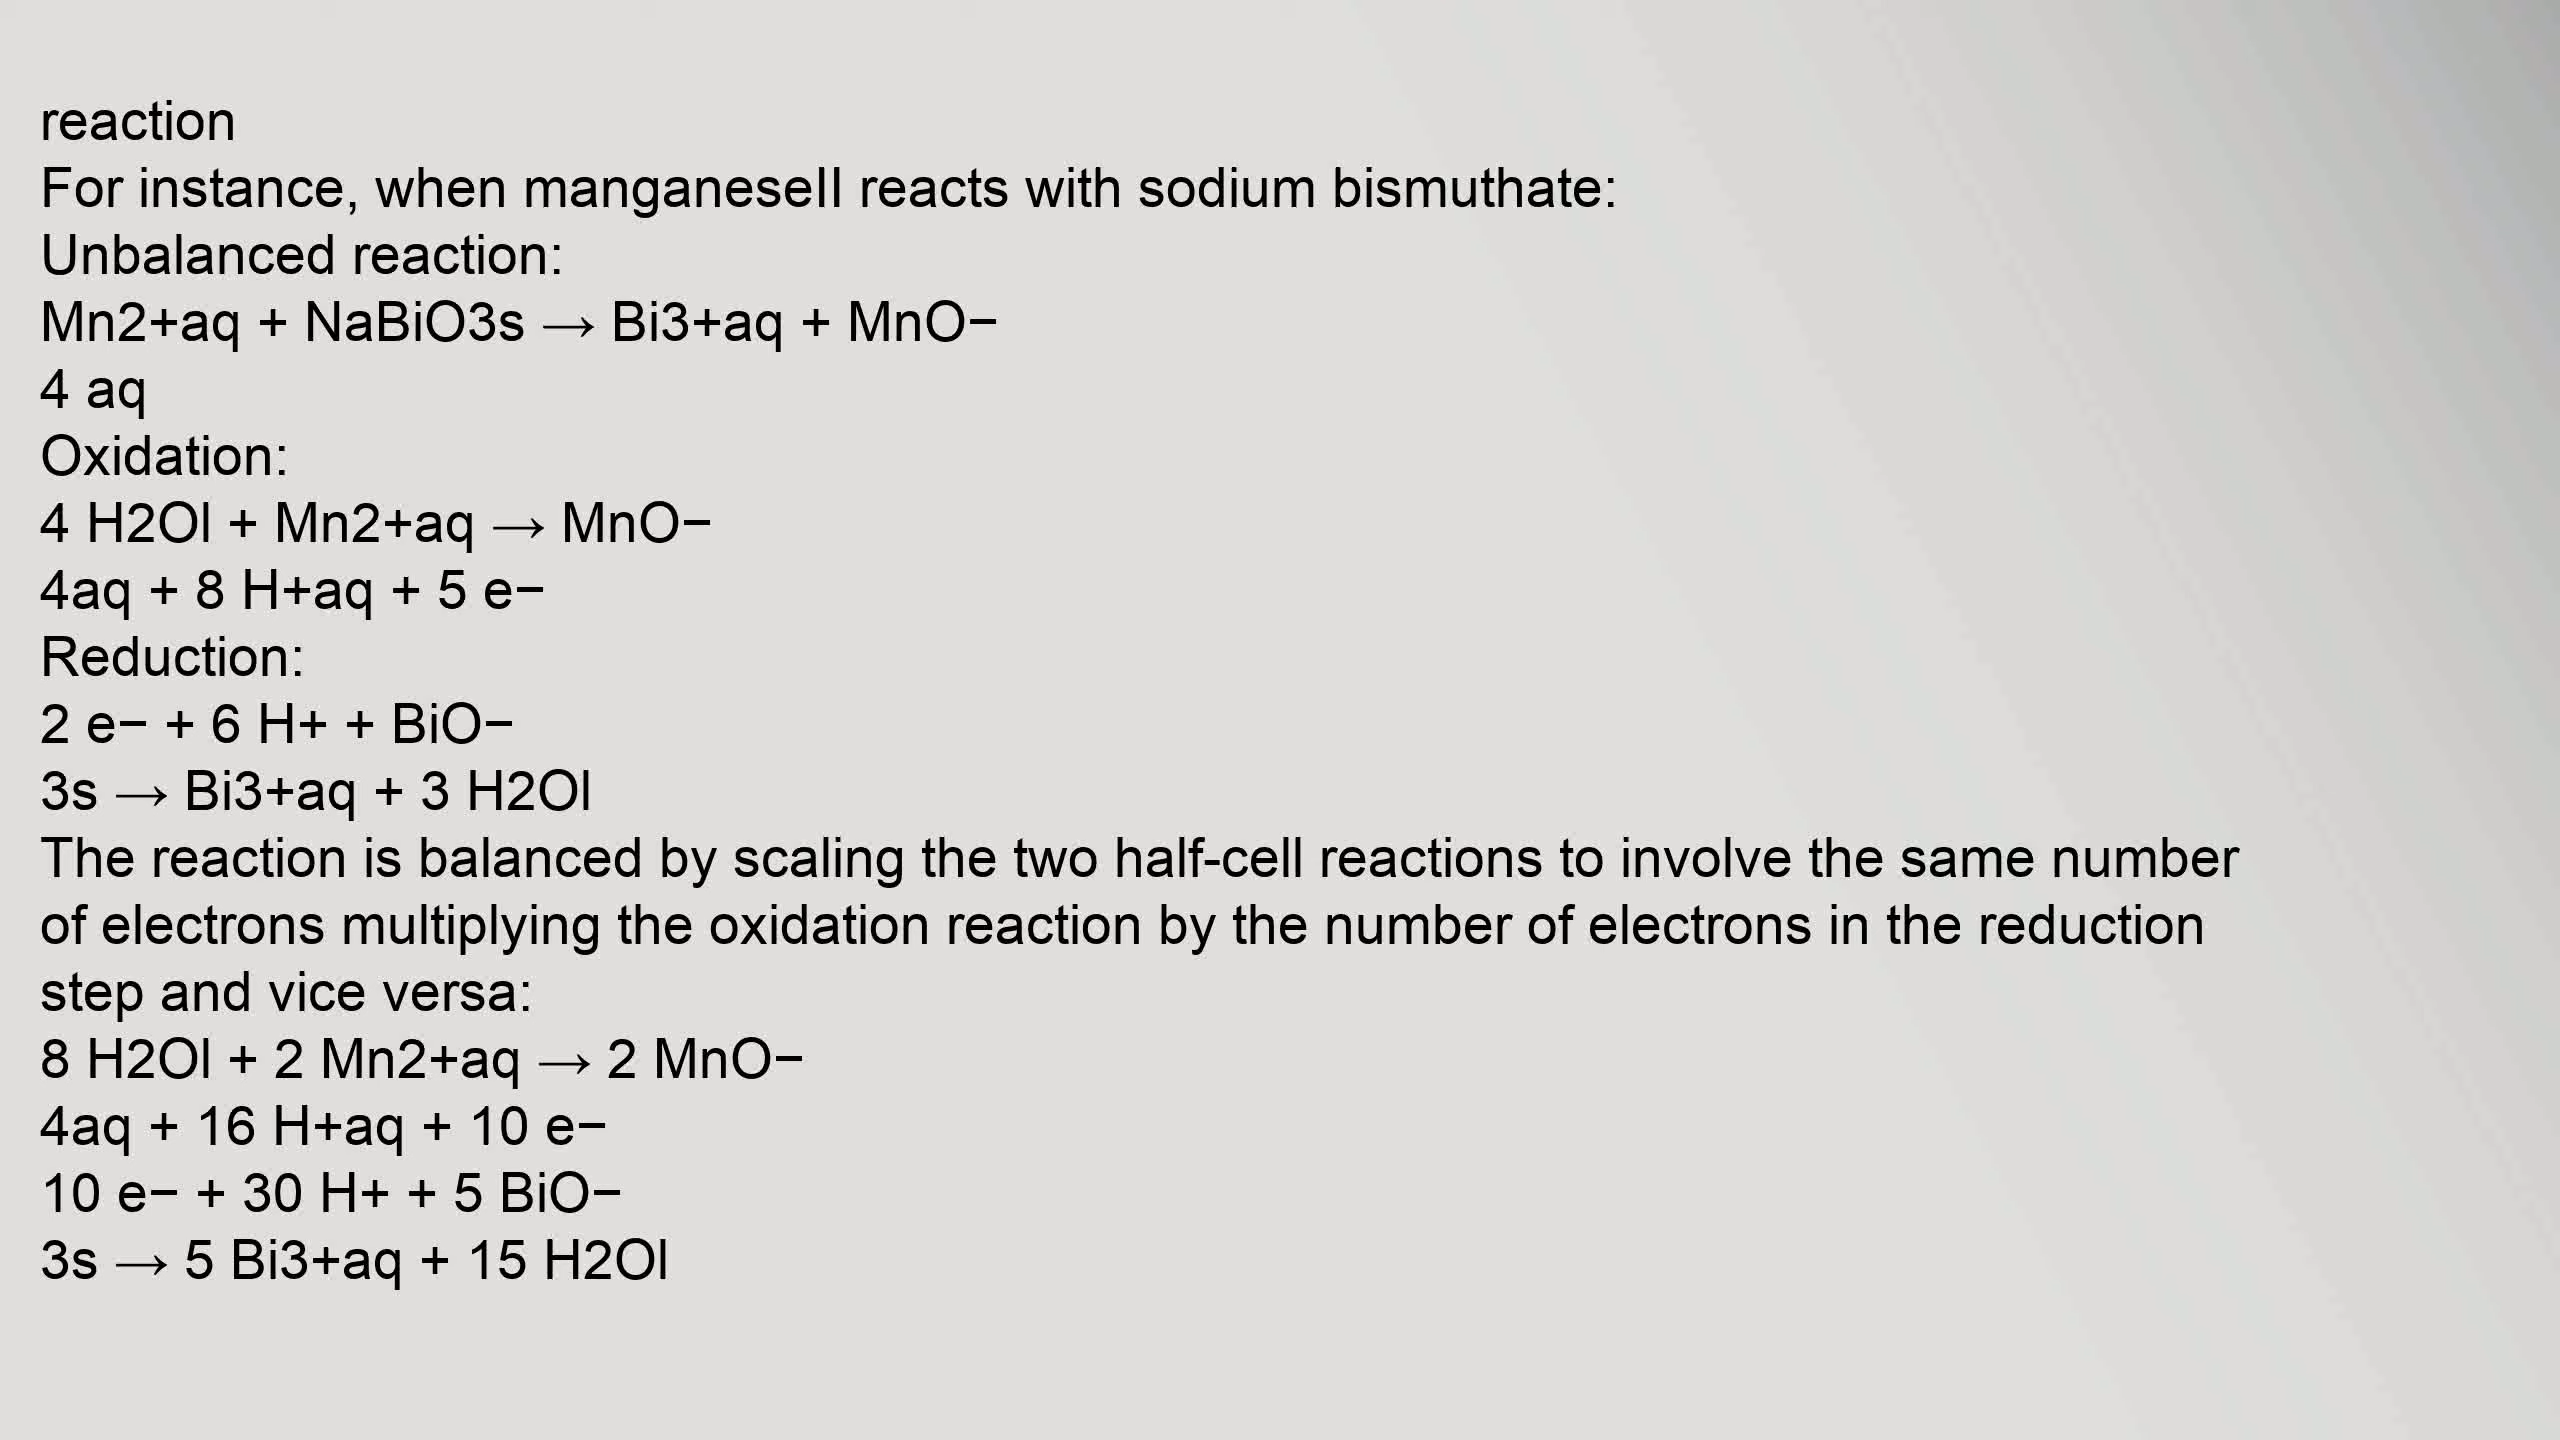 reaction
For instance, when manganeseII reacts with sodium bismuthate:
Unbalanced reaction:
Mn2+aq + NaBiO3s → Bi3+aq + MnO−
4 aq
Oxidation:
4 H2Ol + Mn2+aq → MnO−
4aq + 8 H+aq + 5 e−
Reduction:
2 e− + 6 H+ + BiO−
3s → Bi3+aq + 3 H2Ol
The reaction is balanced by scaling the two half-cell reactions to involve the same number
of electrons multiplying the oxidation reaction by the number of electrons in the reduction
step and vice versa:
8 H2Ol + 2 Mn2+aq → 2 MnO−
4aq + 16 H+aq + 10 e−
10 e− + 30 H+ + 5 BiO−
3s → 5 Bi3+aq + 15 H2Ol